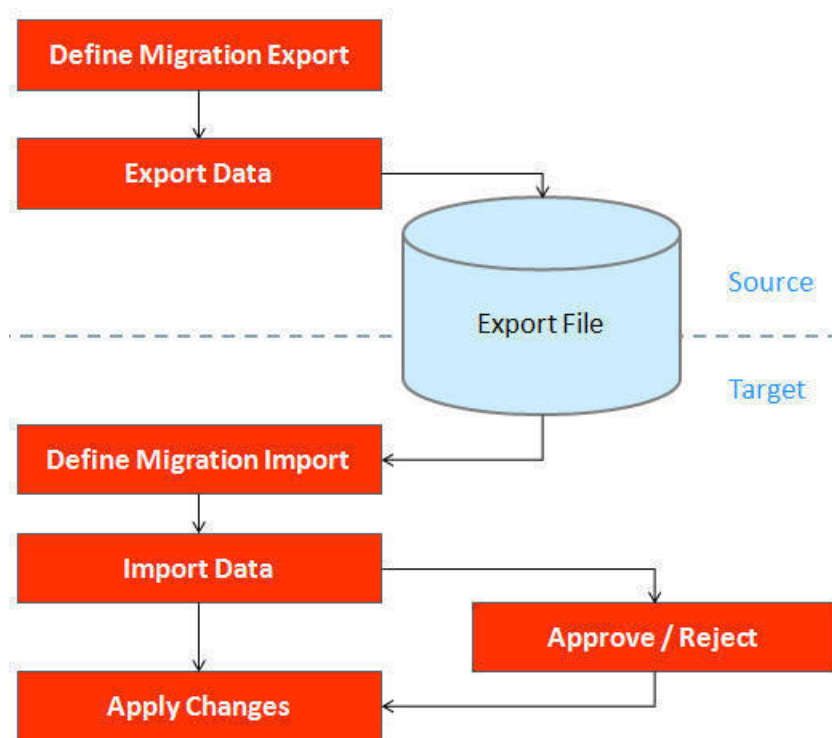 Define Migration Export
Export Data
Source
Export File
Target
Define Migration Import
Import Data
Approve / Reject
Apply Changes